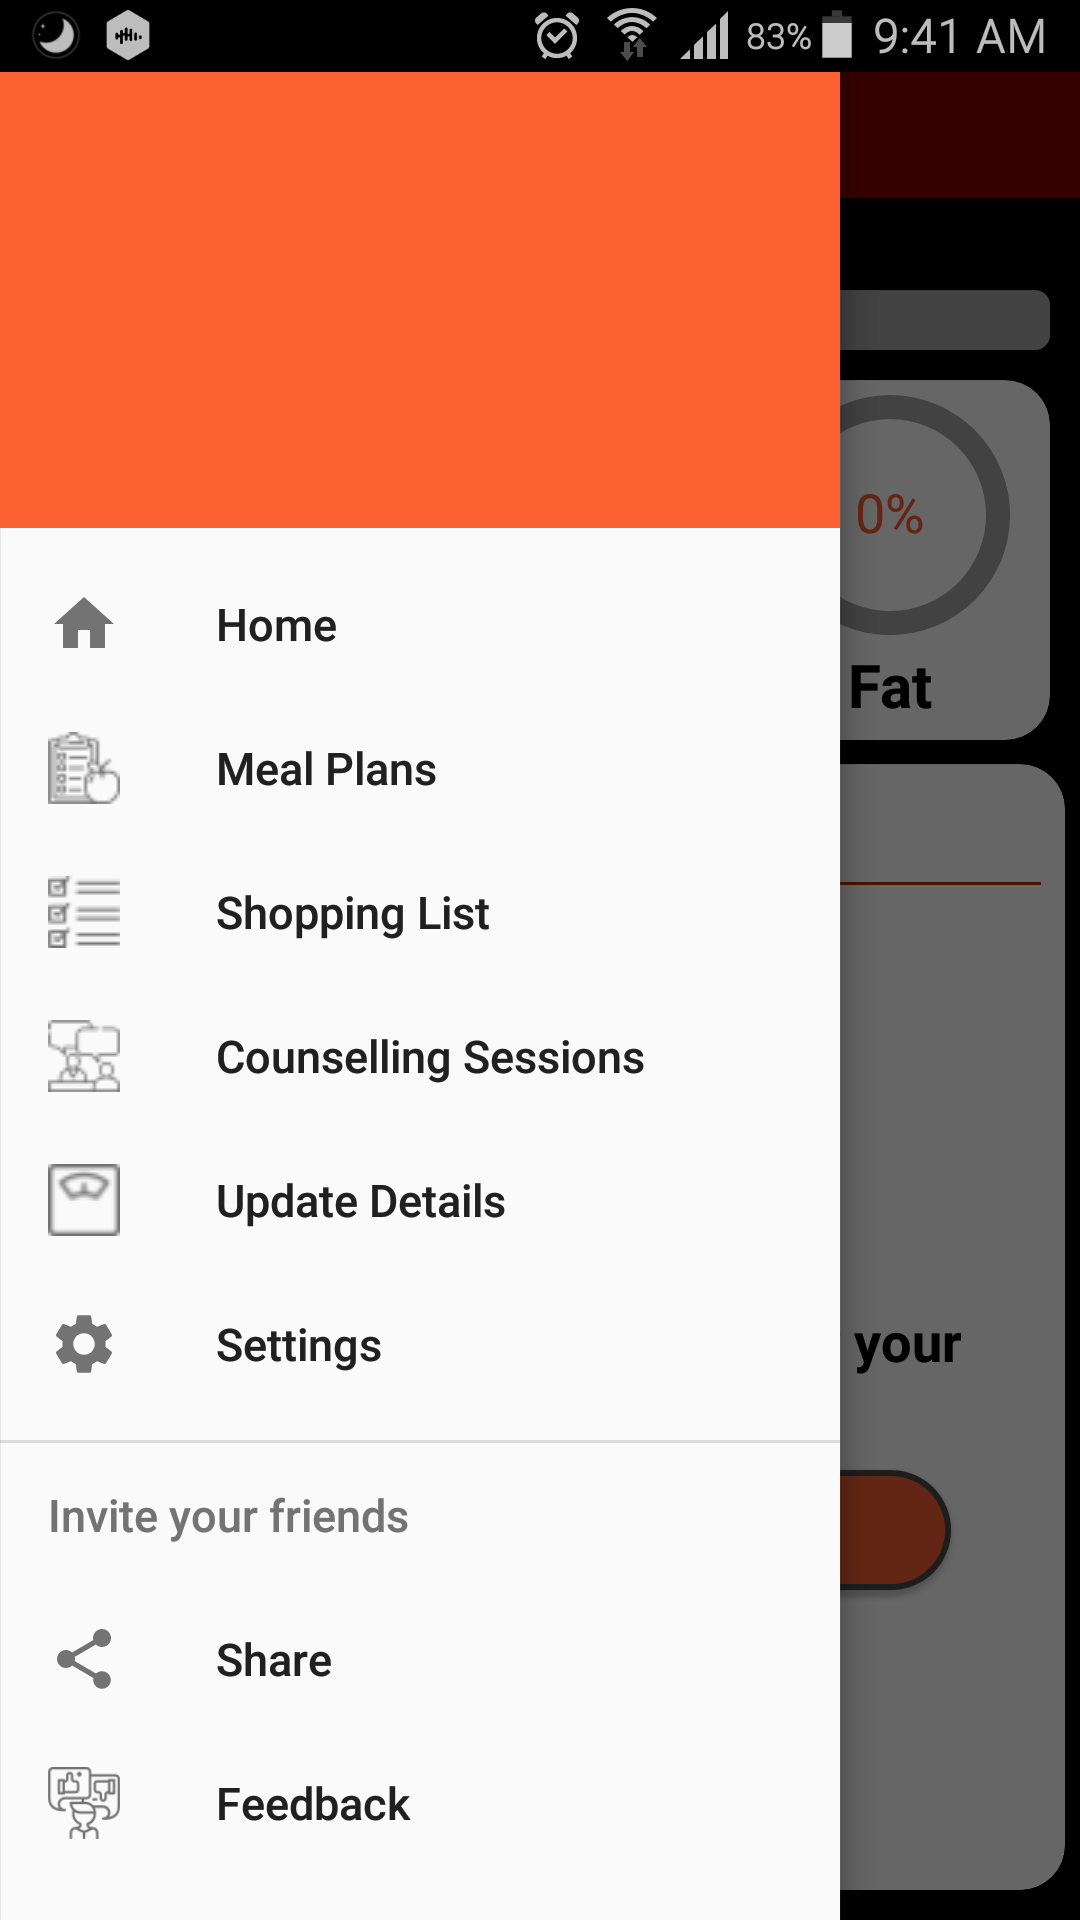 83% 9:41 AM
0%
Fat
your
Home
Meal Plans
Shopping List
Counselling Sessions
Update Details
Settings
Invite your friends
Share
Feedback